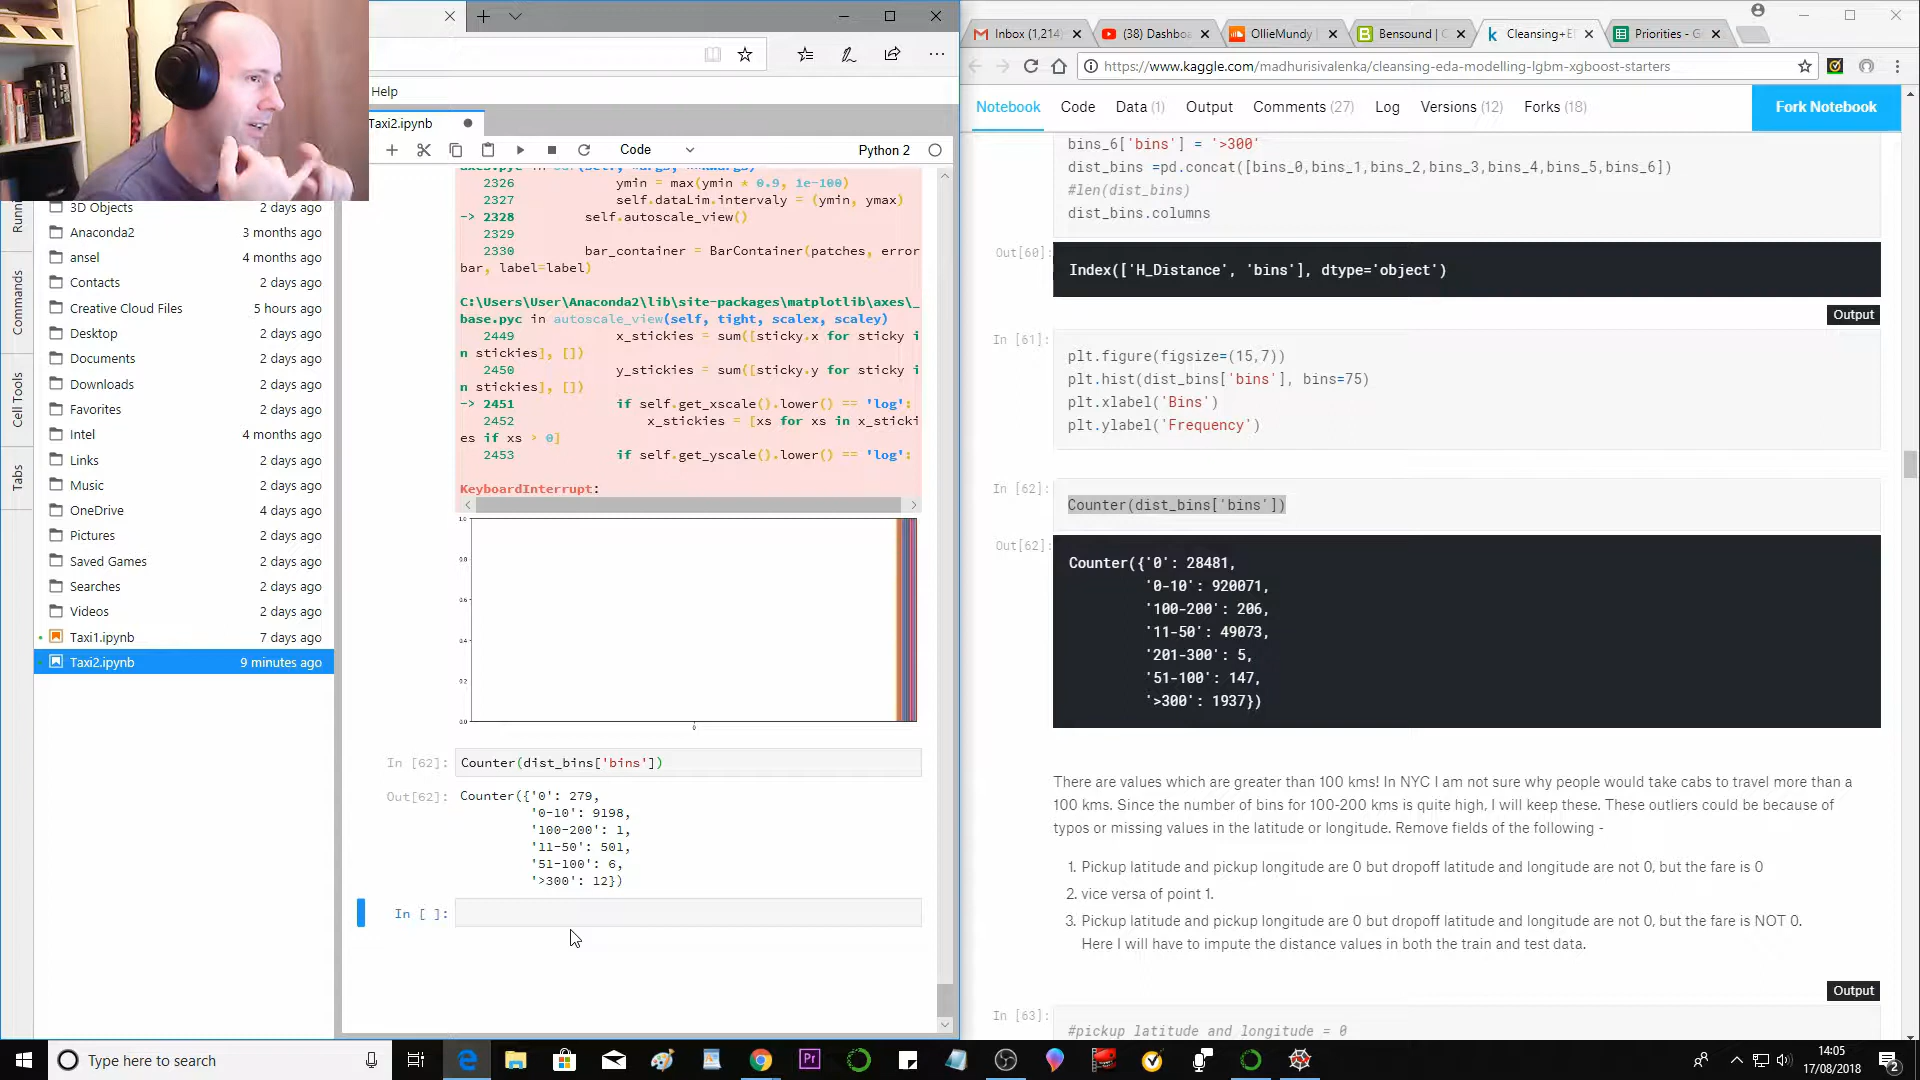 Inbox (1,214
(38) Dashbo
OllieMundy
Bensound | C
Cleansing+E
Priorities - G
https://www.kaggle.com/madhurisivalenka/cleansing-eda-modelling-lgbm-xgboost-starters
Help
Taxi2.ipynb
Code
Python 2
Runn
Commands
Cell Tools
Tabs
3D Objects 2 days ago
Anaconda2 3 months ago
ansel 4 months ago
Contacts 2 days ago
Creative Cloud Files 5 hours ago
Desktop 2 days ago
Documents 2 days ago
Downloads 2 days ago
Favorites 2 days ago
Intel 4 months ago
Links 2 days ago
Music 2 days ago
OneDrive 4 days ago
Pictures 2 days ago
Saved Games 2 days ago
Searches 2 days ago
Videos 2 days ago
Taxi1.ipynb 7 days ago
Taxi2.ipynb 9 minutes ago
2326 ymin = max(ymin * 0.9, 1e-100)
2327 self.dataLim.intervaly = (ymin, ymax)
-> 2328 self.autoscale_view()
2329
2330 bar_container = BarContainer(patches, error
bar, label=label)
C:\Users\User\Anaconda2\lib\site-packages\matplotlib\axes\_
base.pyc in autoscale_view(self, tight, scalex, scaley)
2449 x_stickies = sum([sticky.x for sticky i
n stickies], [])
2450 y_stickies = sum([sticky.y for sticky i
n stickies], [])
-> 2451 if self.get_xscale().lower() == 'log':
2452 x_stickies = [xs for xs in x_sticki
es if xs > 0]
2453 if self.get_yscale().lower() == 'log':
KeyboardInterrupt:
1.0
0.8
0.6
0.4
0.2
0.0
0
In [62]: Counter(dist_bins['bins'])
Out[62]: Counter({'0': 279,
'0-10': 9198,
'100-200': 1,
'11-50': 501,
'51-100': 6,
'>300': 12})
In [ ]:
Notebook Code Data (1) Output Comments (27) Log Versions (12) Forks (18) Fork Notebook
bins_6['bins'] = '>300'
dist_bins =pd.concat([bins_0,bins_1,bins_2,bins_3,bins_4,bins_5,bins_6])
#len(dist_bins)
dist_bins.columns
Out[60]: Index(['H_Distance', 'bins'], dtype='object')
Output
In [61]:
plt.figure(figsize=(15,7))
plt.hist(dist_bins['bins'], bins=75)
plt.xlabel('Bins')
plt.ylabel('Frequency')
In [62]: Counter(dist_bins['bins'])
Out[62]: Counter({'0': 28481,
'0-10': 920071,
'100-200': 206,
'11-50': 49073,
'201-300': 5,
'51-100': 147,
'>300': 1937})
There are values which are greater than 100 kms! In NYC I am not sure why people would take cabs to travel more than a
100 kms. Since the number of bins for 100-200 kms is quite high, I will keep these. These outliers could be because of
typos or missing values in the latitude or longitude. Remove fields of the following -
1. Pickup latitude and pickup longitude are 0 but dropoff latitude and longitude are not 0, but the fare is 0
2. vice versa of point 1.
3. Pickup latitude and pickup longitude are 0 but dropoff latitude and longitude are not 0, but the fare is NOT 0.
Here I will have to impute the distance values in both the train and test data.
Output
In [63]: #pickup latitude and longitude = 0
Type here to search
Pr
14:05
17/08/2018
2